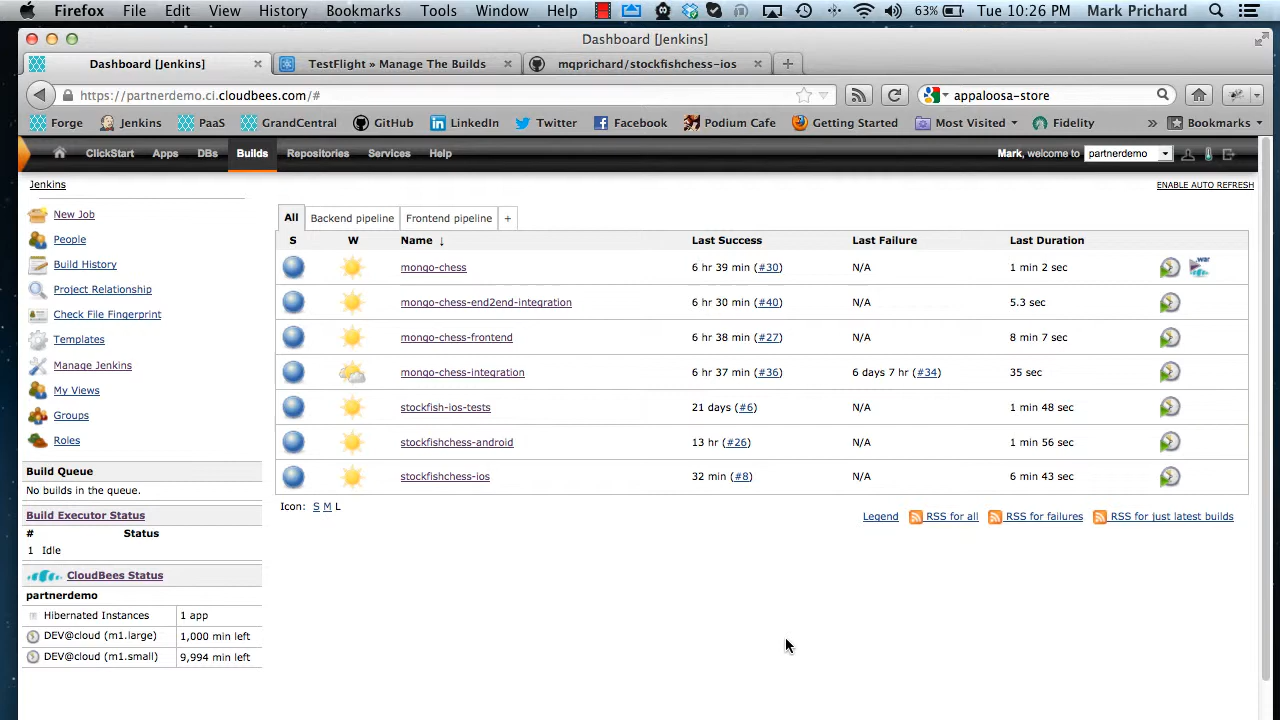 Firefox File Edit View History Bookmarks Tools Window Help 63% Tue 10:26 PM Mark Prichard
Dashboard [Jenkins]
Dashboard [Jenkins] TestFlight » Manage The Builds mqprichard/stockfishchess-ios
https://partnerdemo.ci.cloudbees.com/# appaloosa-store
Forge Jenkins PaaS GrandCentral GitHub LinkedIn Twitter Facebook Podium Cafe Getting Started Most Visited Fidelity » Bookmarks
ClickStart Apps DBs Builds Repositories Services Help Mark, welcome to partnerdemo
Jenkins ENABLE AUTO REFRESH
New Job
People
Build History
Project Relationship
Check File Fingerprint
Templates
Manage Jenkins
My Views
Groups
Roles
Build Queue
No builds in the queue.
Build Executor Status
# Status
1 Idle
CloudBees Status
partnerdemo
Hibernated Instances 1 app
DEV@cloud (m1.large) 1,000 min left
DEV@cloud (m1.small) 9,994 min left
All Backend pipeline Frontend pipeline +
S W Name ↓ Last Success Last Failure Last Duration
mongo-chess 6 hr 39 min (#30) N/A 1 min 2 sec war
mongo-chess-end2end-integration 6 hr 30 min (#40) N/A 5.3 sec
mongo-chess-frontend 6 hr 38 min (#27) N/A 8 min 7 sec
mongo-chess-integration 6 hr 37 min (#36) 6 days 7 hr (#34) 35 sec
stockfish-ios-tests 21 days (#6) N/A 1 min 48 sec
stockfishchess-android 13 hr (#26) N/A 1 min 56 sec
stockfishchess-ios 32 min (#8) N/A 6 min 43 sec
Icon: S M L
Legend RSS for all RSS for failures RSS for just latest builds